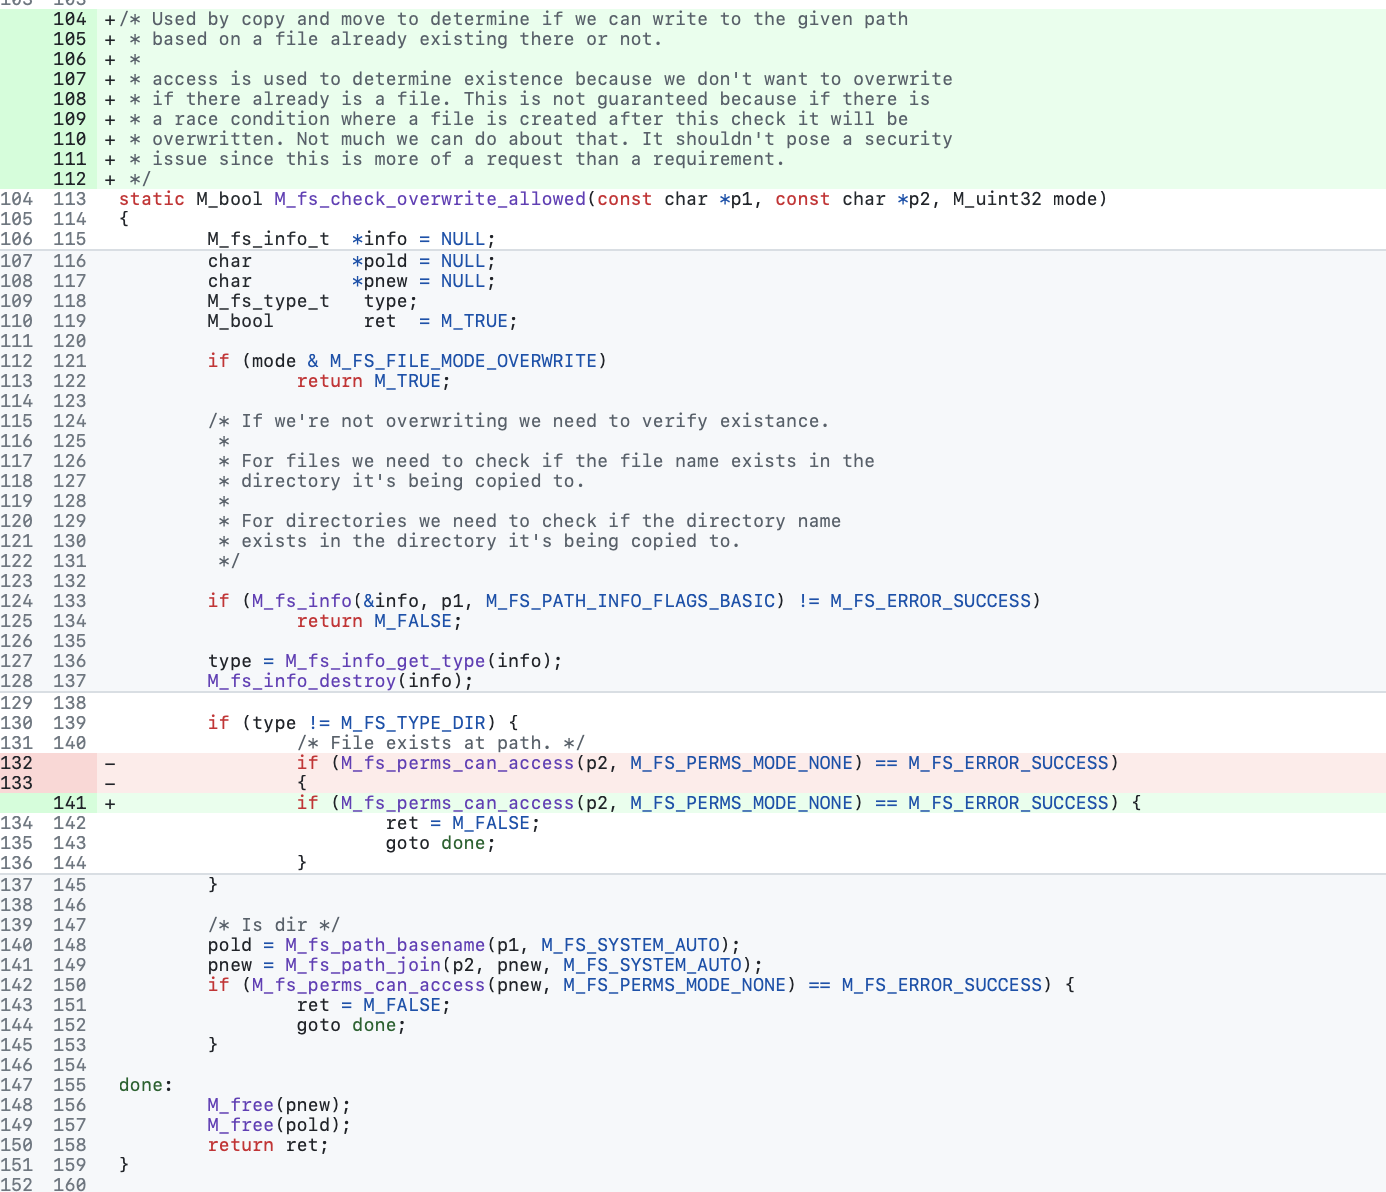 104 +/* Used by copy and move to determine if we can write to the given path
105 + * based on a file already existing there or not.
106 + *
107 + * access is used to determine existence because we don't want to overwrite
108 + * if there already is a file. This is not guaranteed because if there is
109 + * a race condition where a file is created after this check it will be
110 + * overwritten. Not much we can do about that. It shouldn't pose a security
111 + * issue since this is more of a request than a requirement.
112 + */
104 113 static M_bool M_fs_check_overwrite_allowed(const char *p1, const char *p2, M_uint32 mode)
105 114 {
106 115 M_fs_info_t *info = NULL;
107 116 char *pold = NULL;
108 117 char *pnew = NULL;
109 118 M_fs_type_t type;
110 119 M_bool ret = M_TRUE;
111 120
112 121 if (mode & M_FS_FILE_MODE_OVERWRITE)
113 122 return M_TRUE;
114 123
115 124 /* If we're not overwriting we need to verify existance.
116 125 *
117 126 * For files we need to check if the file name exists in the
118 127 * directory it's being copied to.
119 128 *
120 129 * For directories we need to check if the directory name
121 130 * exists in the directory it's being copied to.
122 131 */
123 132
124 133 if (M_fs_info(&info, p1, M_FS_PATH_INFO_FLAGS_BASIC) != M_FS_ERROR_SUCCESS)
125 134 return M_FALSE;
126 135
127 136 type = M_fs_info_get_type(info);
128 137 M_fs_info_destroy(info);
129 138
130 139 if (type != M_FS_TYPE_DIR) {
131 140 /* File exists at path. */
132 - if (M_fs_perms_can_access(p2, M_FS_PERMS_MODE_NONE) == M_FS_ERROR_SUCCESS)
133 - {
141 + if (M_fs_perms_can_access(p2, M_FS_PERMS_MODE_NONE) == M_FS_ERROR_SUCCESS) {
134 142 ret = M_FALSE;
135 143 goto done;
136 144 }
137 145 }
138 146
139 147 /* Is dir */
140 148 pold = M_fs_path_basename(p1, M_FS_SYSTEM_AUTO);
141 149 pnew = M_fs_path_join(p2, pnew, M_FS_SYSTEM_AUTO);
142 150 if (M_fs_perms_can_access(pnew, M_FS_PERMS_MODE_NONE) == M_FS_ERROR_SUCCESS) {
143 151 ret = M_FALSE;
144 152 goto done;
145 153 }
146 154
147 155 done:
148 156 M_free(pnew);
149 157 M_free(pold);
150 158 return ret;
151 159 }
152 160